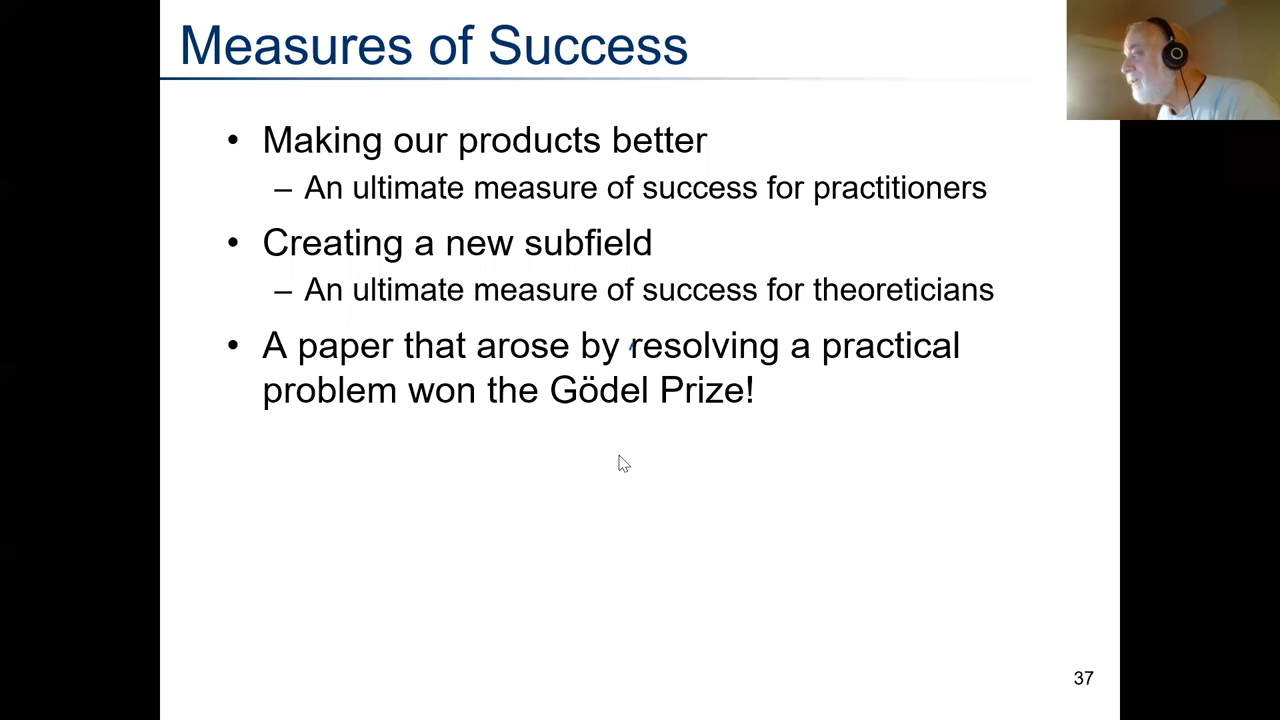 Measures of Success
• Making our products better
– An ultimate measure of success for practitioners
• Creating a new subfield
– An ultimate measure of success for theoreticians
• A paper that arose by resolving a practical
problem won the Gödel Prize!
37